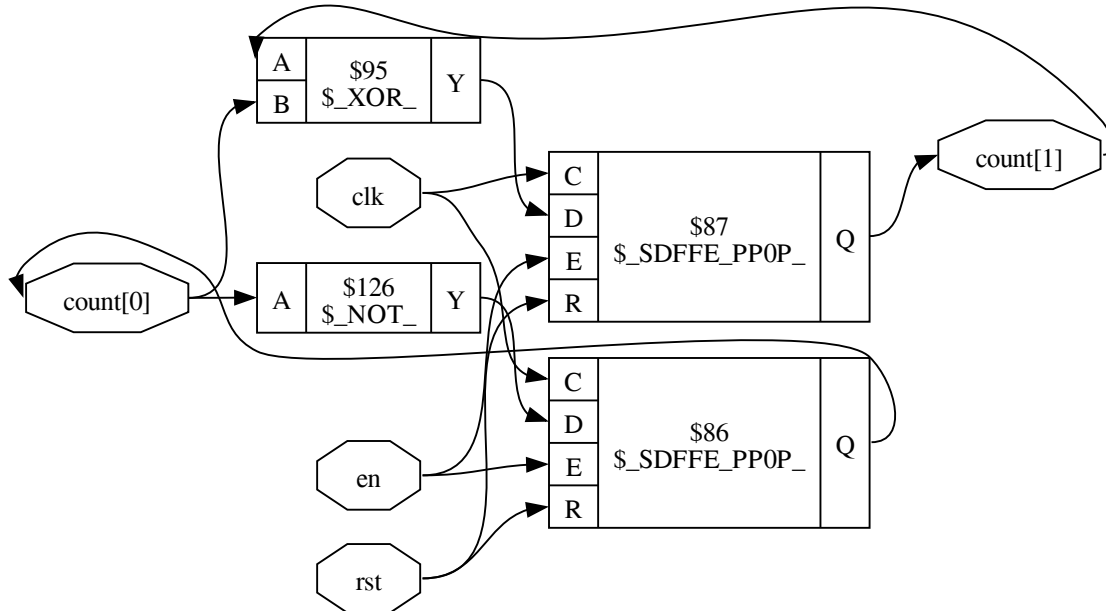 A
B
$95
$_XOR_
Y
clk
count[0]
A
$126
$_NOT_
Y
C
D
E
R
$87
$_SDFFE_PP0P_
Q
count[1]
en
rst
C
D
E
R
$86
$_SDFFE_PP0P_
Q